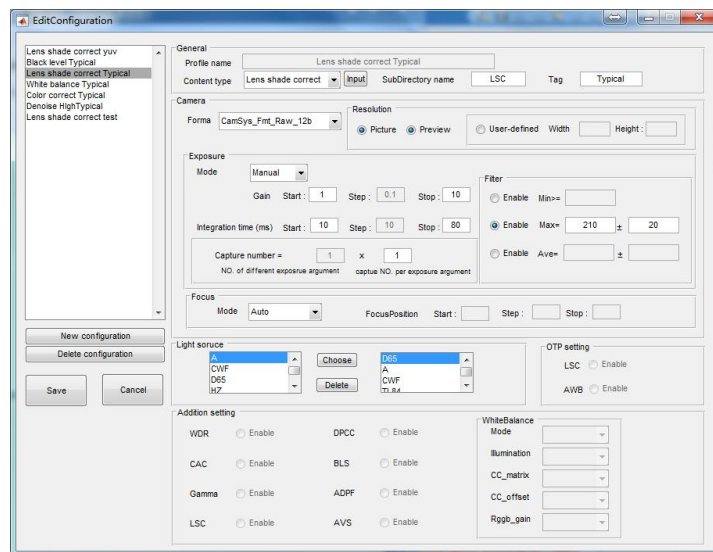 EditConfiguration
Lens shade correct yuv
Black level Typical
Lens shade correct Typical
White balance Typical
Color correct Typical
Denoise HighTypical
Lens shade correct test
New configuration
Delete configuration
Save Cancel
General
Profile name Lens shade correct Typical
Content type Lens shade correct Input SubDirectory name LSC Tag Typical
Camera
Forma CamSys_Fmt_Raw_12b
Resolution
Picture Preview User-defined Width Height :
Exposure
Mode Manual
Gain Start : 1 Step : 0.1 Stop : 10
Integration time (ms) Start : 10 Step : 10 Stop : 80
Capture number = 1 x 1
NO. of different exposrue argument captue NO. per exposure argument
Filter
Enable Min>=
Enable Max= 210 ± 20
Enable Ave= ±
Focus
Mode Auto FocusPosition Start : Step : Stop :
Light soruce
A
CWF
D65
HZ
Choose
Delete
D65
A
CWF
TL84
OTP setting
LSC Enable
AWB Enable
Addition setting
WDR Enable DPCC Enable
CAC Enable BLS Enable
Gamma Enable ADPF Enable
LSC Enable AVS Enable
WhiteBalance
Mode
Illumination
CC_matrix
CC_offset
Rggb_gain